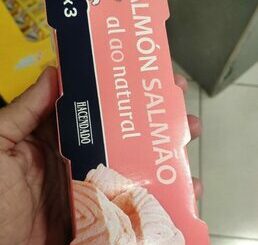 SALMÓN SALMÃO
al ao natural
HACENDADO
x3